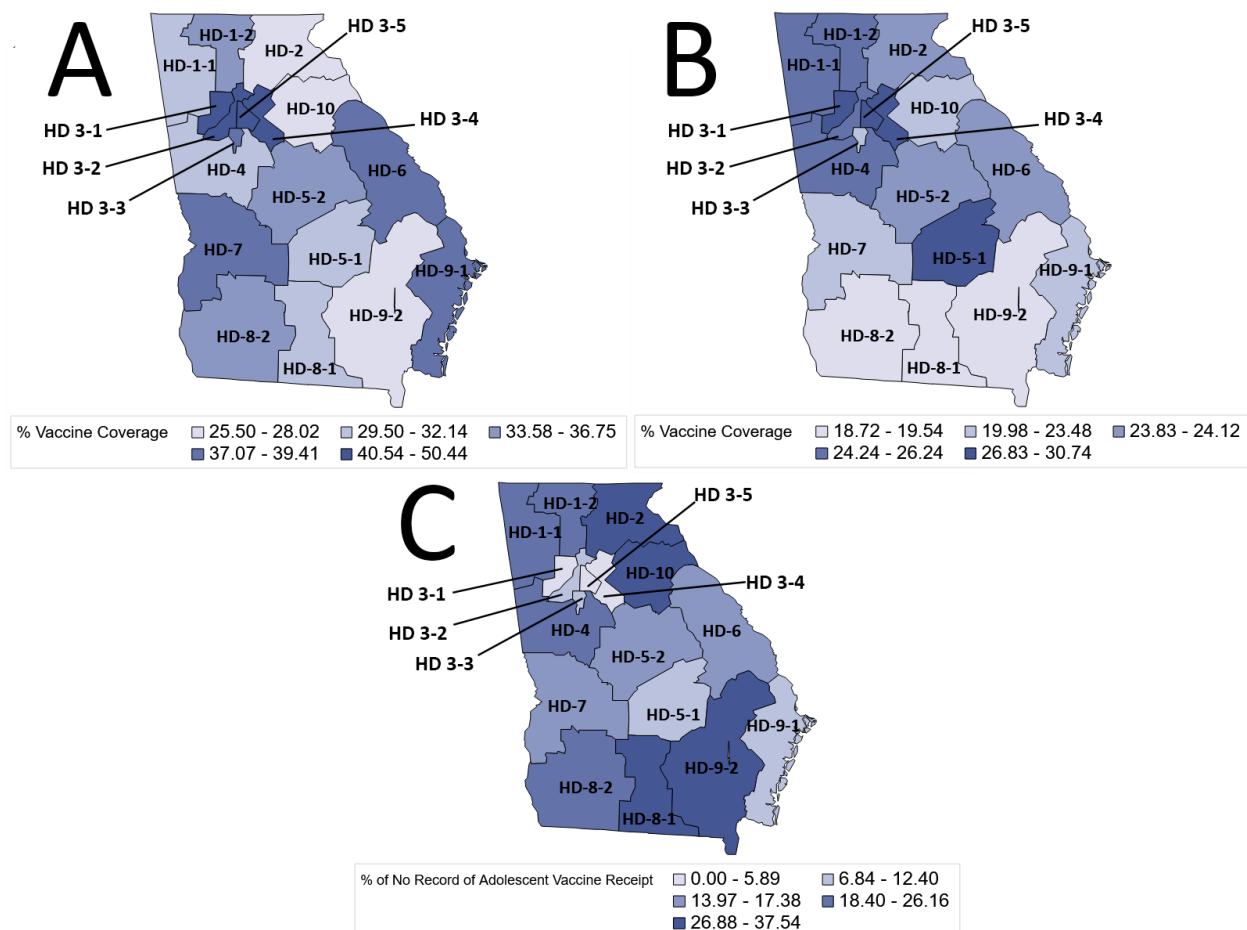 A
HD-1-2
HD 3-5
HD-2
HD-1-1
HD-10
HD 3-1
HD 3-4
HD 3-2
HD-4
HD-6
HD 3-3
HD-5-2
HD-7
HD-5-1
HD-9-1
HD-9-2
HD-8-2
HD-8-1
% Vaccine Coverage
25.50 - 28.02 29.50 - 32.14 33.58 - 36.75
37.07 - 39.41 40.54 - 50.44
B
HD-1-2
HD 3-5
HD-2
HD-1-1
HD-10
HD 3-1
HD 3-4
HD 3-2
HD-4
HD-6
HD 3-3
HD-5-2
HD-7
HD-5-1
HD-9-1
HD-9-2
HD-8-2
HD-8-1
% Vaccine Coverage
18.72 - 19.54 19.98 - 23.48 23.83 - 24.12
24.24 - 26.24 26.83 - 30.74
C
HD-1-2
HD 3-5
HD-2
HD-1-1
HD-10
HD 3-1
HD 3-4
HD 3-2
HD-4
HD-6
HD 3-3
HD-5-2
HD-7
HD-5-1
HD-9-1
HD-9-2
HD-8-2
HD-8-1
% of No Record of Adolescent Vaccine Receipt
0.00 - 5.89 6.84 - 12.40
13.97 - 17.38 18.40 - 26.16
26.88 - 37.54